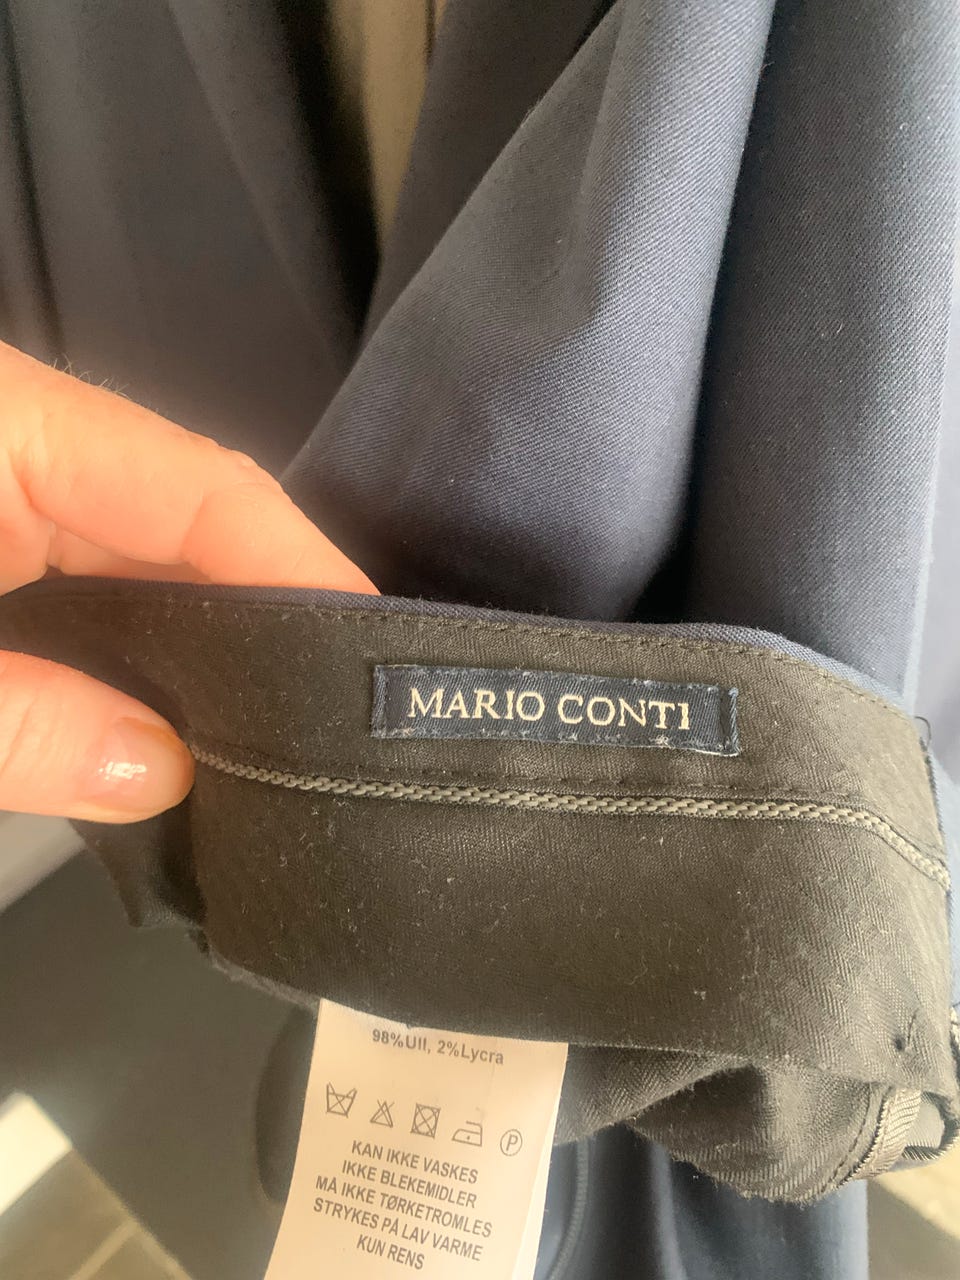 MARIO CONTI
98%Ull, 2%Lycra
P
KAN IKKE VASKES
IKKE BLEKEMIDLER
MÅ IKKE TØRKETROMLES
STRYKES PÅ LAV VARME
KUN RENS